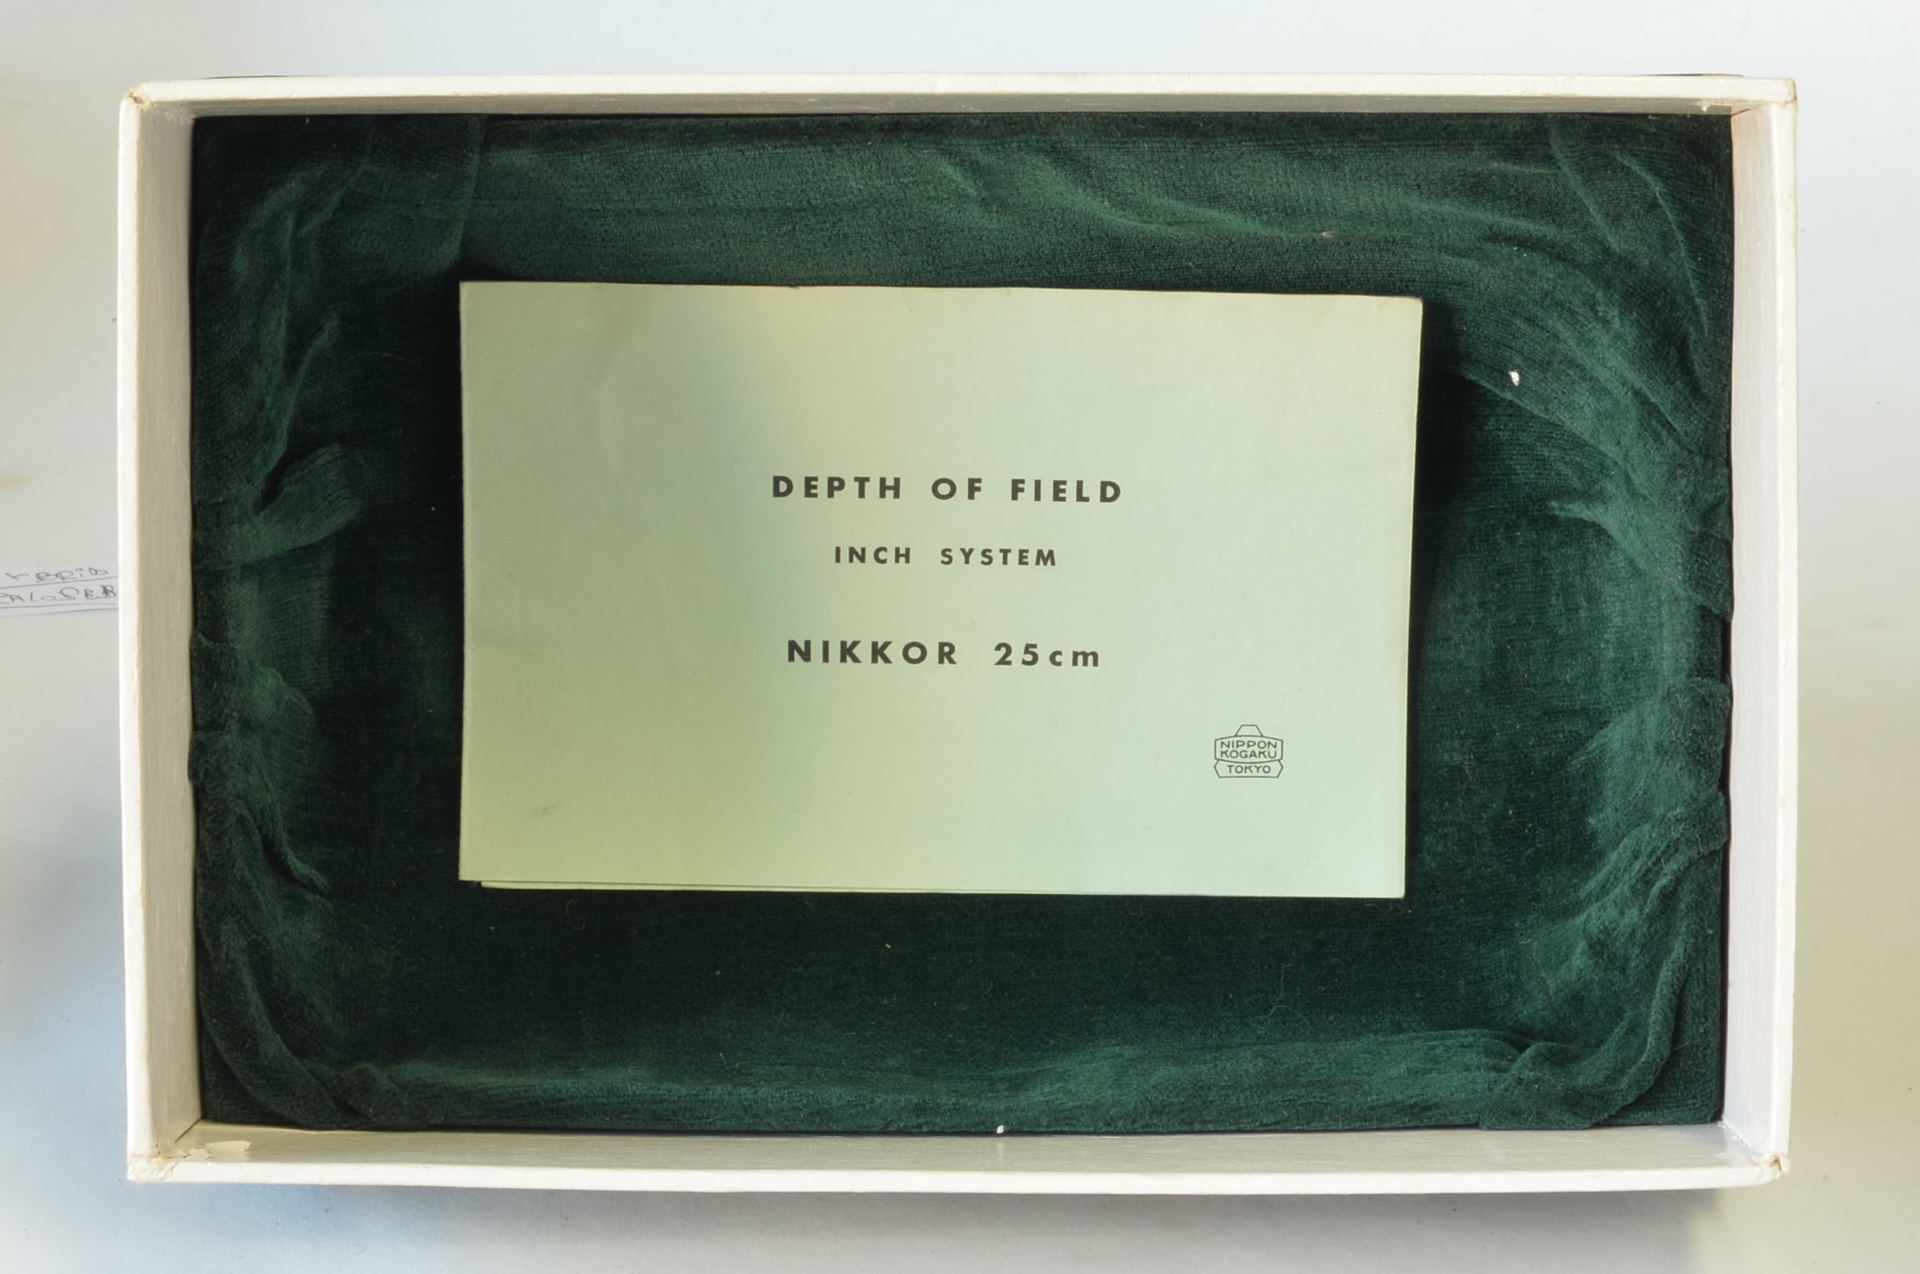 DEPTH OF FIELD
INCH SYSTEM
NIKKOR 25cm
NIPPON
KOGAKU
TOKYO